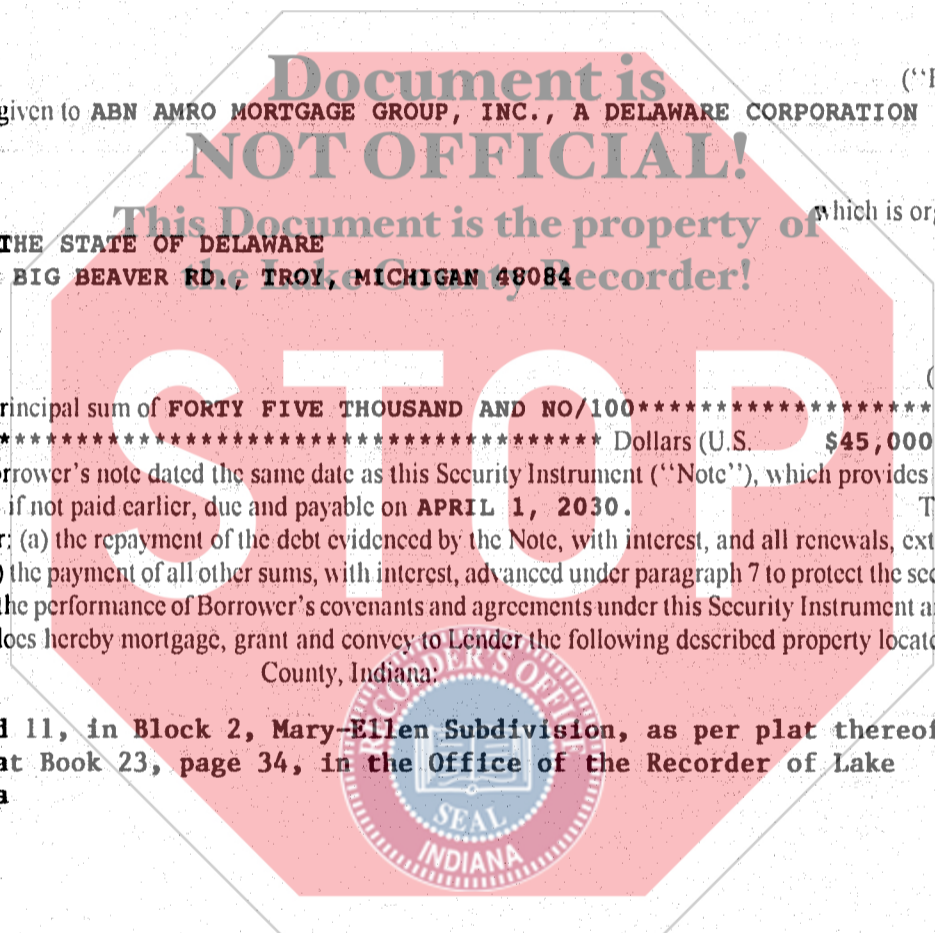 Document is
("
given to ABN AMRO MORTGAGE GROUP, INC., A DELAWARE CORPORATION
NOT OFFICIAL!
which is org
This Document is the property of
THE STATE OF DELAWARE
BIG BEAVER RD., TROY, MICHIGAN 48084
the Lake County Recorder!
STOP
(
rincipal sum of FORTY FIVE THOUSAND AND NO/100*******************
************************************** Dollars (U.S. $45,000
orrower's note dated the same date as this Security Instrument ("Note"), which provides
if not paid earlier, due and payable on APRIL 1, 2030. T
r: (a) the repayment of the debt evidenced by the Note, with interest, and all renewals, ext
) the payment of all other sums, with interest, advanced under paragraph 7 to protect the sec
he performance of Borrower's covenants and agreements under this Security Instrument a
does hereby mortgage, grant and convey to Lender the following described property locate
County, Indiana:
d 11, in Block 2, Mary-Ellen Subdivision, as per plat thereof
at Book 23, page 34, in the Office of the Recorder of Lake
a
RECORDER'S OFFICE
SEAL
INDIANA